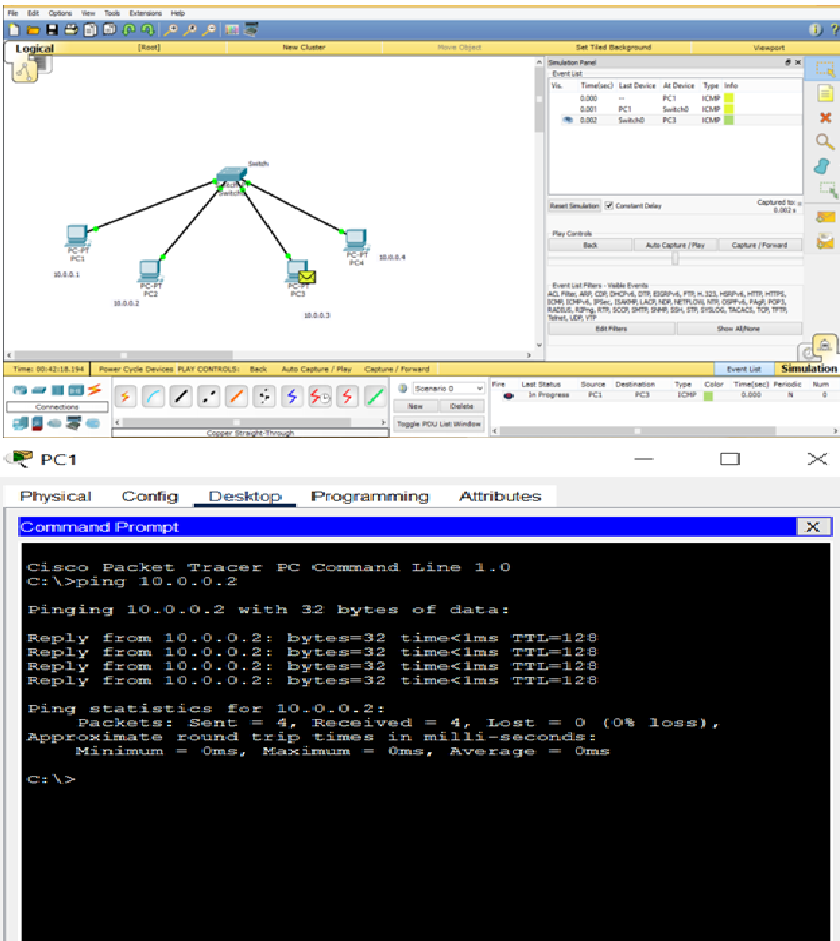 File Edit Options View Tools Extensions Help
Logical [Root] New Cluster Move Object Set Tiled Background Viewport
Simulation Panel
Event List
Vis. Time(sec) Last Device At Device Type Info
0.000 -- PC1 ICMP
0.001 PC1 Switch0 ICMP
0.002 Switch0 PC3 ICMP
Reset Simulation Constant Delay Captured to:
0.002 s
Play Controls
Back Auto Capture / Play Capture / Forward
Event List Filters - Visible Events
ACL Filter, ARP, CDP, DHCPv6, DTP, EIGRPv6, FTP, H.323, HSRPv6, HTTP, HTTPS,
ICMP, ICMPv6, IPSec, ISAKMP, LACP, NDP, NETFLOW, NTP, OSPFv6, PAgP, POP3,
RADIUS, RIPng, RTP, SCCP, SMTP, SNMP, SSH, STP, SYSLOG, TACACS, TCP, TFTP,
Telnet, UDP, VTP
Edit Filters Show All/None
Switch
Switch0
PC-PT
PC1
10.0.0.1
PC-PT
PC2
10.0.0.2
PC-PT
PC3
10.0.0.3
PC-PT
PC4
10.0.0.4
Time: 00:42:18.194 Power Cycle Devices PLAY CONTROLS: Back Auto Capture / Play Capture / Forward Event List Simulation
Connections
Copper Straight-Through
Scenario 0
New Delete
Toggle PDU List Window
Fire Last Status Source Destination Type Color Time(sec) Periodic Num
In Progress PC1 PC3 ICMP 0.000 N 0
PC1
Physical Config Desktop Programming Attributes
Command Prompt X
Cisco Packet Tracer PC Command Line 1.0
C:\>ping 10.0.0.2
Pinging 10.0.0.2 with 32 bytes of data:
Reply from 10.0.0.2: bytes=32 time<1ms TTL=128
Reply from 10.0.0.2: bytes=32 time<1ms TTL=128
Reply from 10.0.0.2: bytes=32 time<1ms TTL=128
Reply from 10.0.0.2: bytes=32 time<1ms TTL=128
Ping statistics for 10.0.0.2:
Packets: Sent = 4, Received = 4, Lost = 0 (0% loss),
Approximate round trip times in milli-seconds:
Minimum = 0ms, Maximum = 0ms, Average = 0ms
C:\>